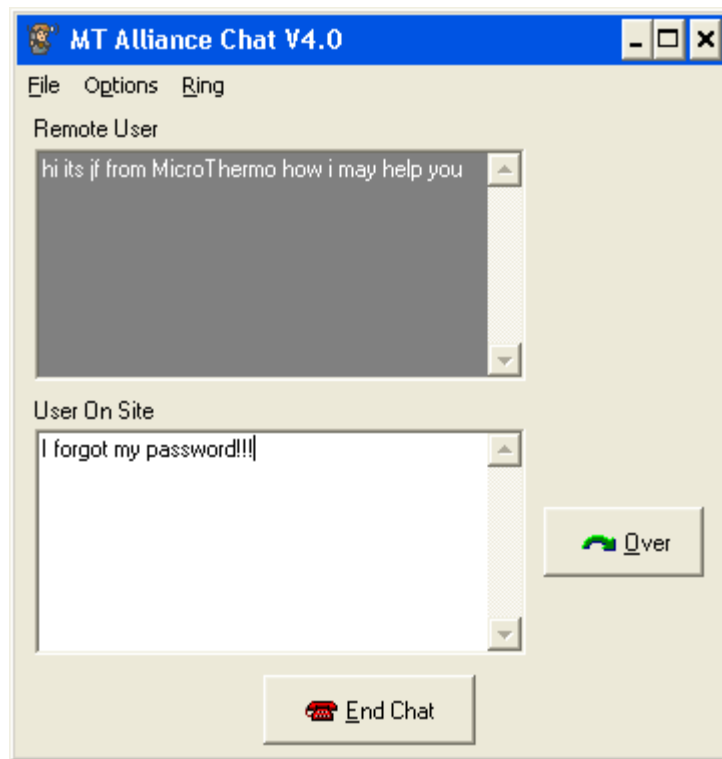 MT Alliance Chat V4.0
File Options Ring
Remote User
hi its jf from MicroThermo how i may help you
User On Site
I forgot my password!!!
Over
End Chat